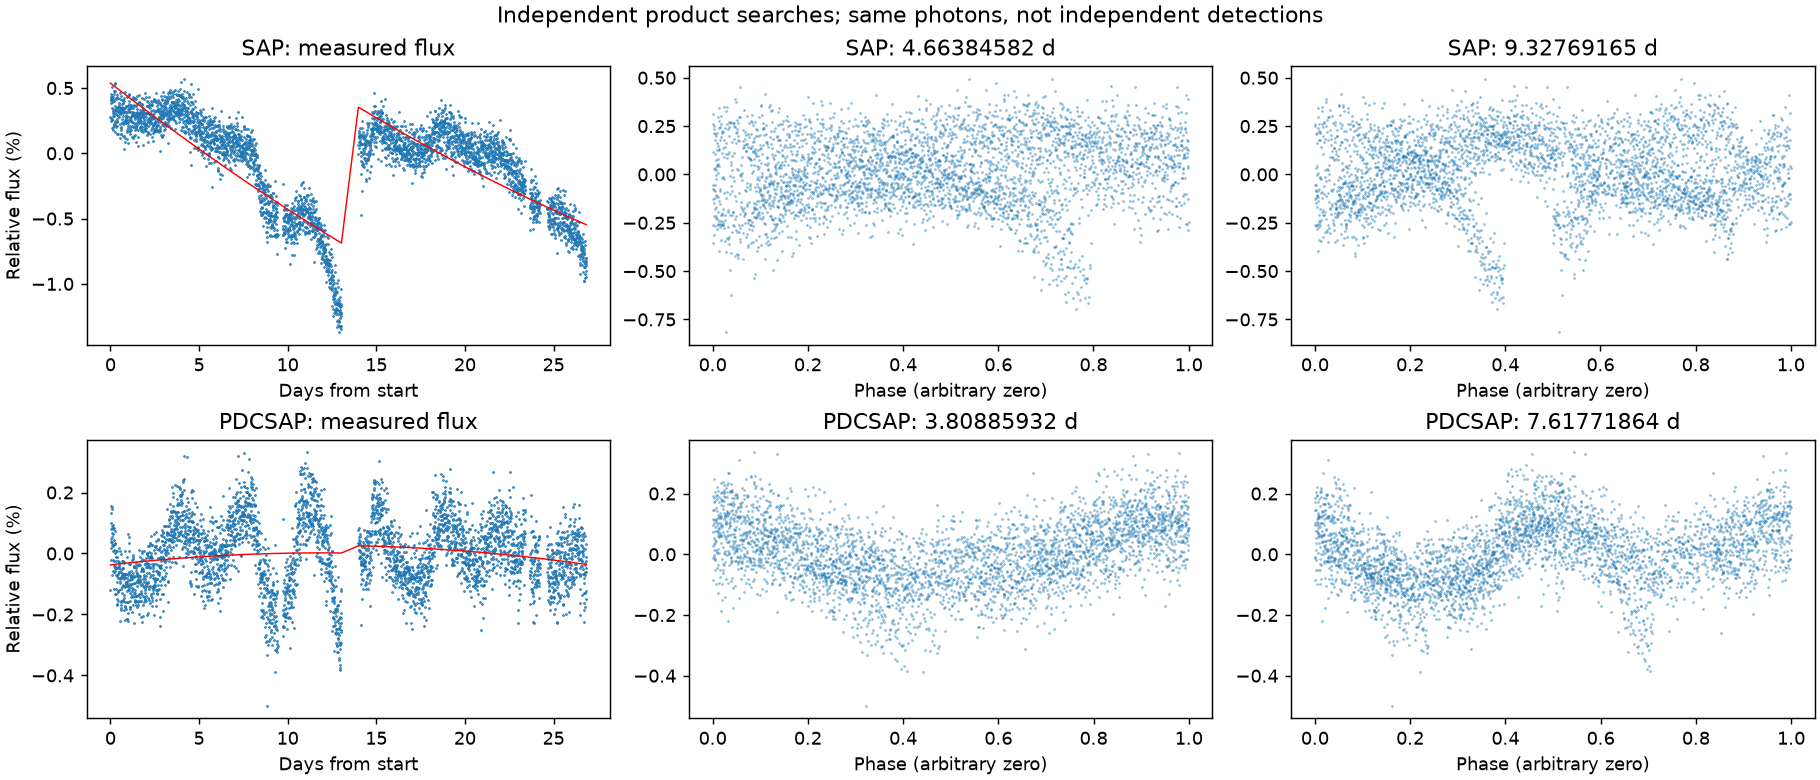 Independent product searches; same photons, not independent detections
SAP: measured flux
SAP: 4.66384582 d
SAP: 9.32769165 d
Relative flux (%)
0.5
0.0
−0.5
−1.0
0.50
0.25
0.00
−0.25
−0.50
−0.75
0.50
0.25
0.00
−0.25
−0.50
−0.75
0 5 10 15 20 25
0.0 0.2 0.4 0.6 0.8 1.0
0.0 0.2 0.4 0.6 0.8 1.0
Days from start
Phase (arbitrary zero)
Phase (arbitrary zero)
PDCSAP: measured flux
PDCSAP: 3.80885932 d
PDCSAP: 7.61771864 d
Relative flux (%)
0.2
0.0
−0.2
−0.4
0.2
0.0
−0.2
−0.4
0.2
0.0
−0.2
−0.4
0 5 10 15 20 25
0.0 0.2 0.4 0.6 0.8 1.0
0.0 0.2 0.4 0.6 0.8 1.0
Days from start
Phase (arbitrary zero)
Phase (arbitrary zero)